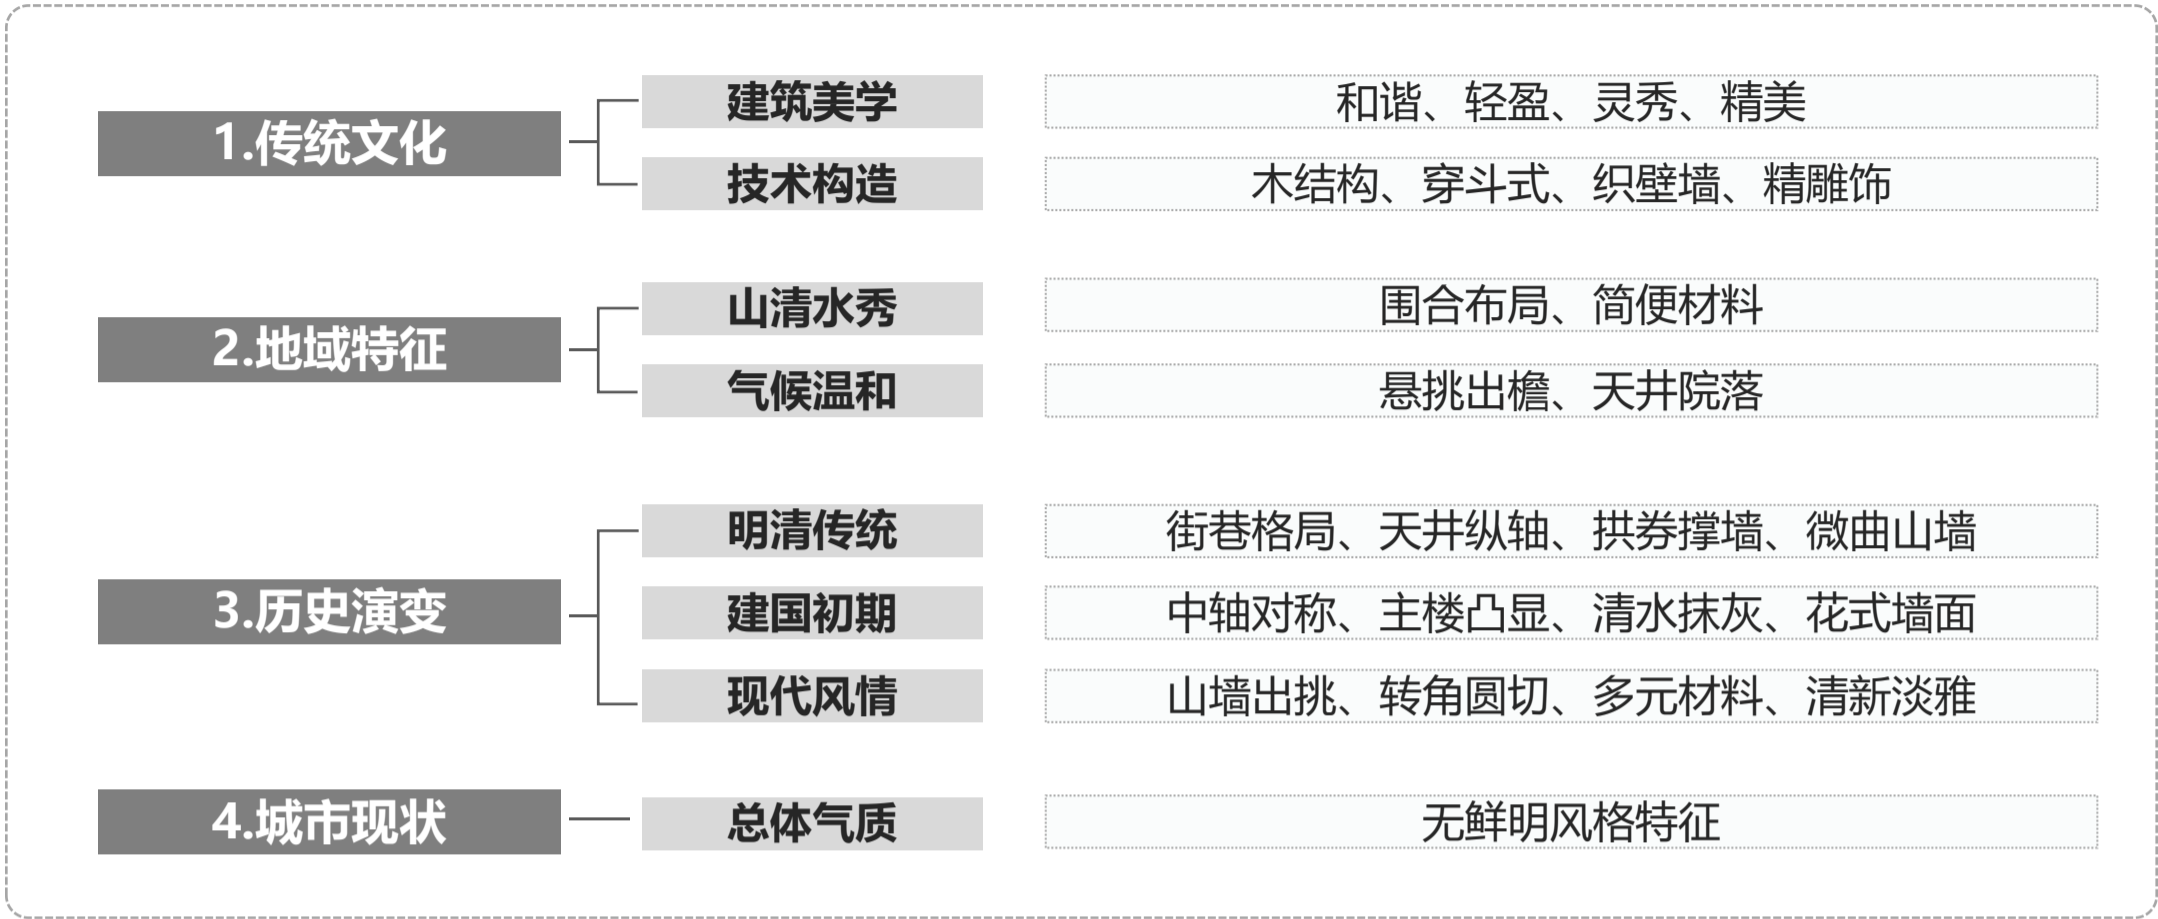 1.传统文化
建筑美学
和谐、轻盈、灵秀、精美
技术构造
木结构、穿斗式、织壁墙、精雕饰
2.地域特征
山清水秀
围合布局、简便材料
气候温和
悬挑出檐、天井院落
3.历史演变
明清传统
街巷格局、天井纵轴、拱券撑墙、微曲山墙
建国初期
中轴对称、主楼凸显、清水抹灰、花式墙面
现代风情
山墙出挑、转角圆切、多元材料、清新淡雅
4.城市现状
总体气质
无鲜明风格特征